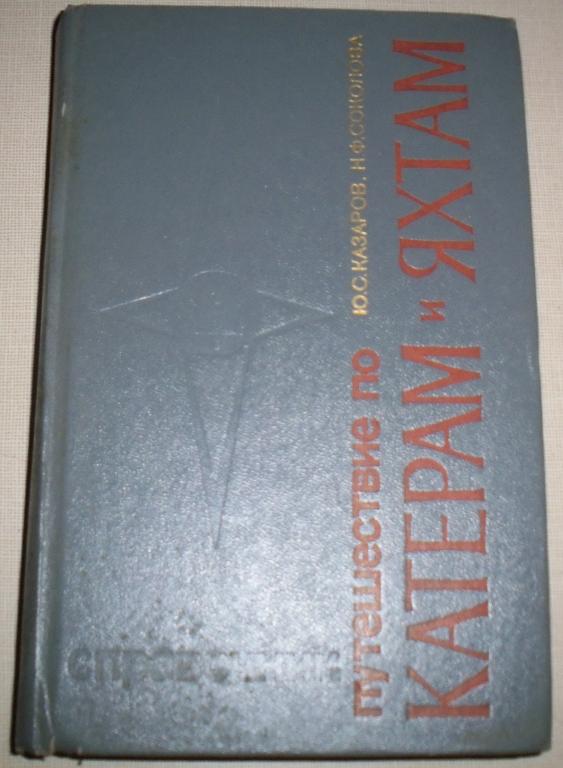 Ю.С.КАЗАРОВ, Н.Ф.СОКОЛОВА
ПУТЕШЕСТВИЕ ПО
КАТЕРАМ и ЯХТАМ
СПРАВОЧНИК